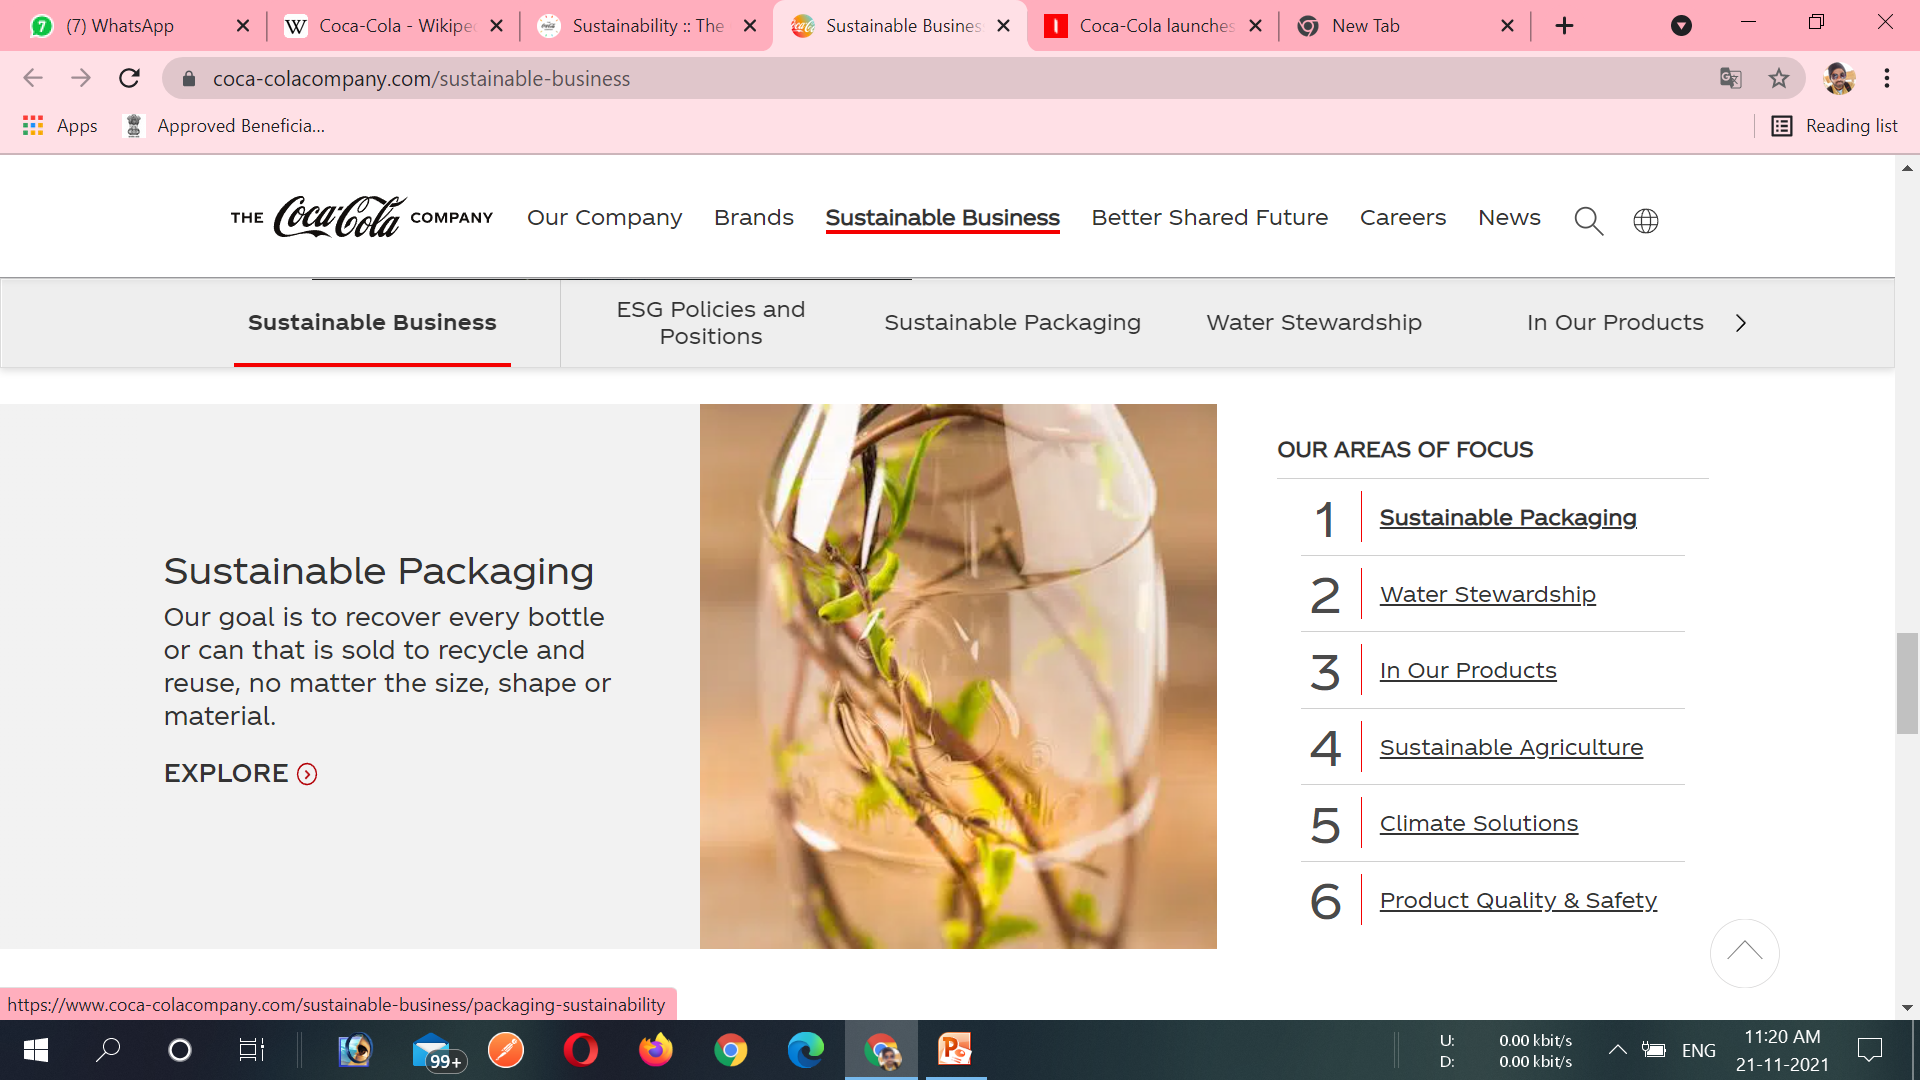 (7) WhatsApp
Coca-Cola - Wikipe
Sustainability :: The
Sustainable Busines
Coca-Cola launches
New Tab
coca-colacompany.com/sustainable-business
Apps
Approved Beneficia...
Reading list
THE Coca-Cola COMPANY
Our Company
Brands
Sustainable Business
Better Shared Future
Careers
News
Sustainable Business
ESG Policies and
Positions
Sustainable Packaging
Water Stewardship
In Our Products
Sustainable Packaging
Our goal is to recover every bottle
or can that is sold to recycle and
reuse, no matter the size, shape or
material.
EXPLORE
OUR AREAS OF FOCUS
1 Sustainable Packaging
2 Water Stewardship
3 In Our Products
4 Sustainable Agriculture
5 Climate Solutions
6 Product Quality & Safety
https://www.coca-colacompany.com/sustainable-business/packaging-sustainability
99+
U: 0.00 kbit/s
D: 0.00 kbit/s
ENG
11:20 AM
21-11-2021